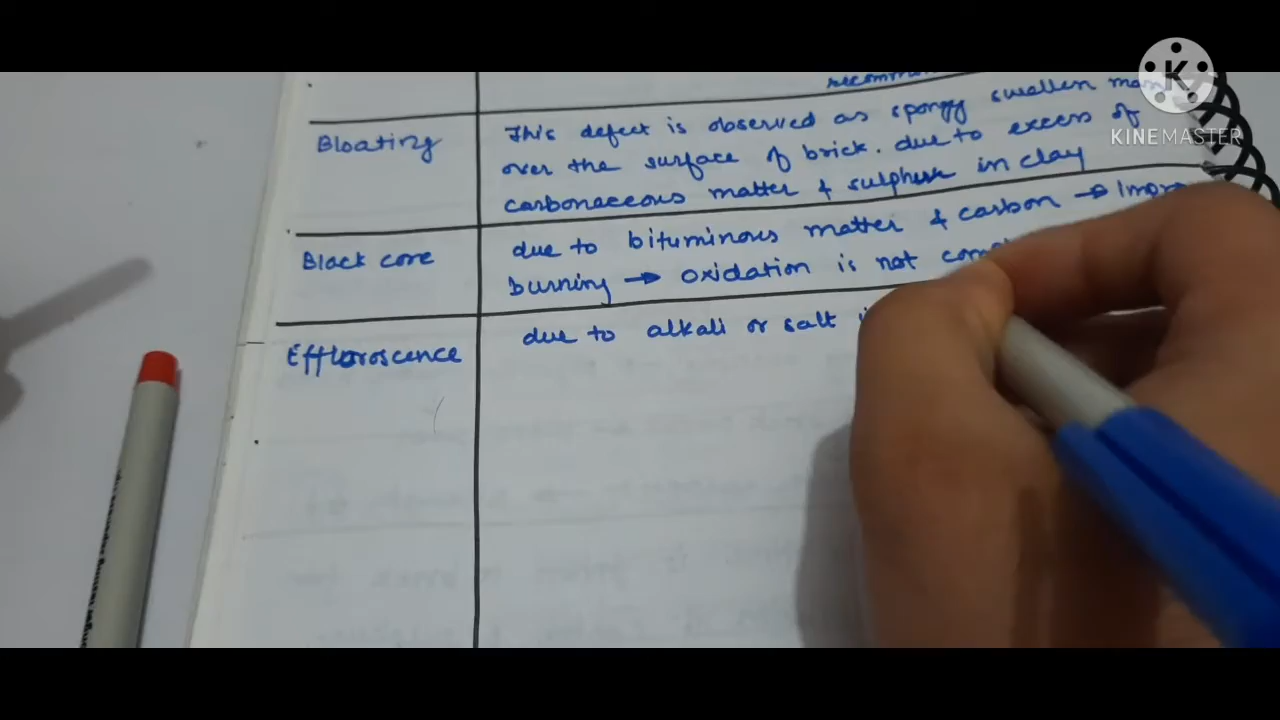 Bloating
This defect is observed as spongy swallen
over the surface of brick. due to excess of
carbonaceous matter & sulphur in clay
Black core
due to bituminous matter & carbon →
burning → oxidation is not
Effloroscence
due to alkali or salt
KINEMASTER